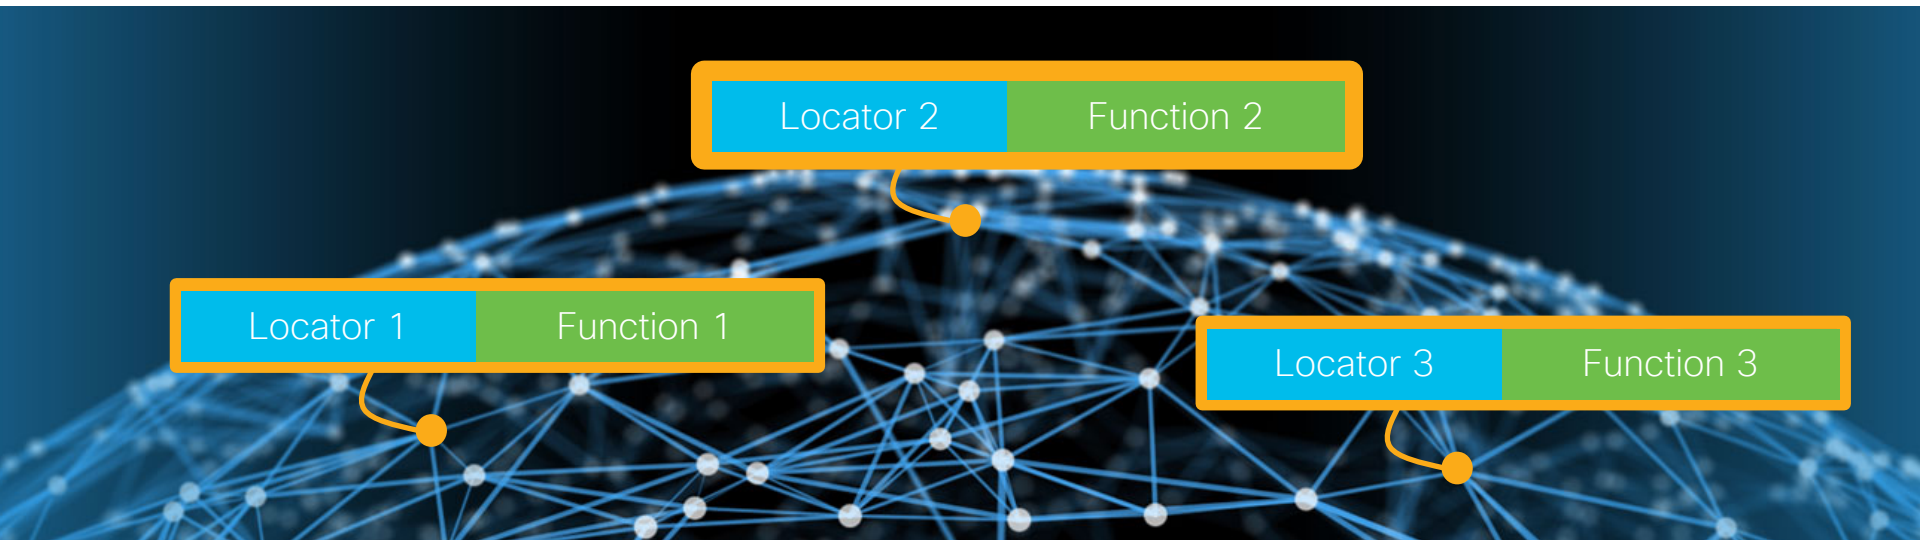 Locator 2 Function 2
Locator 1 Function 1
Locator 3 Function 3